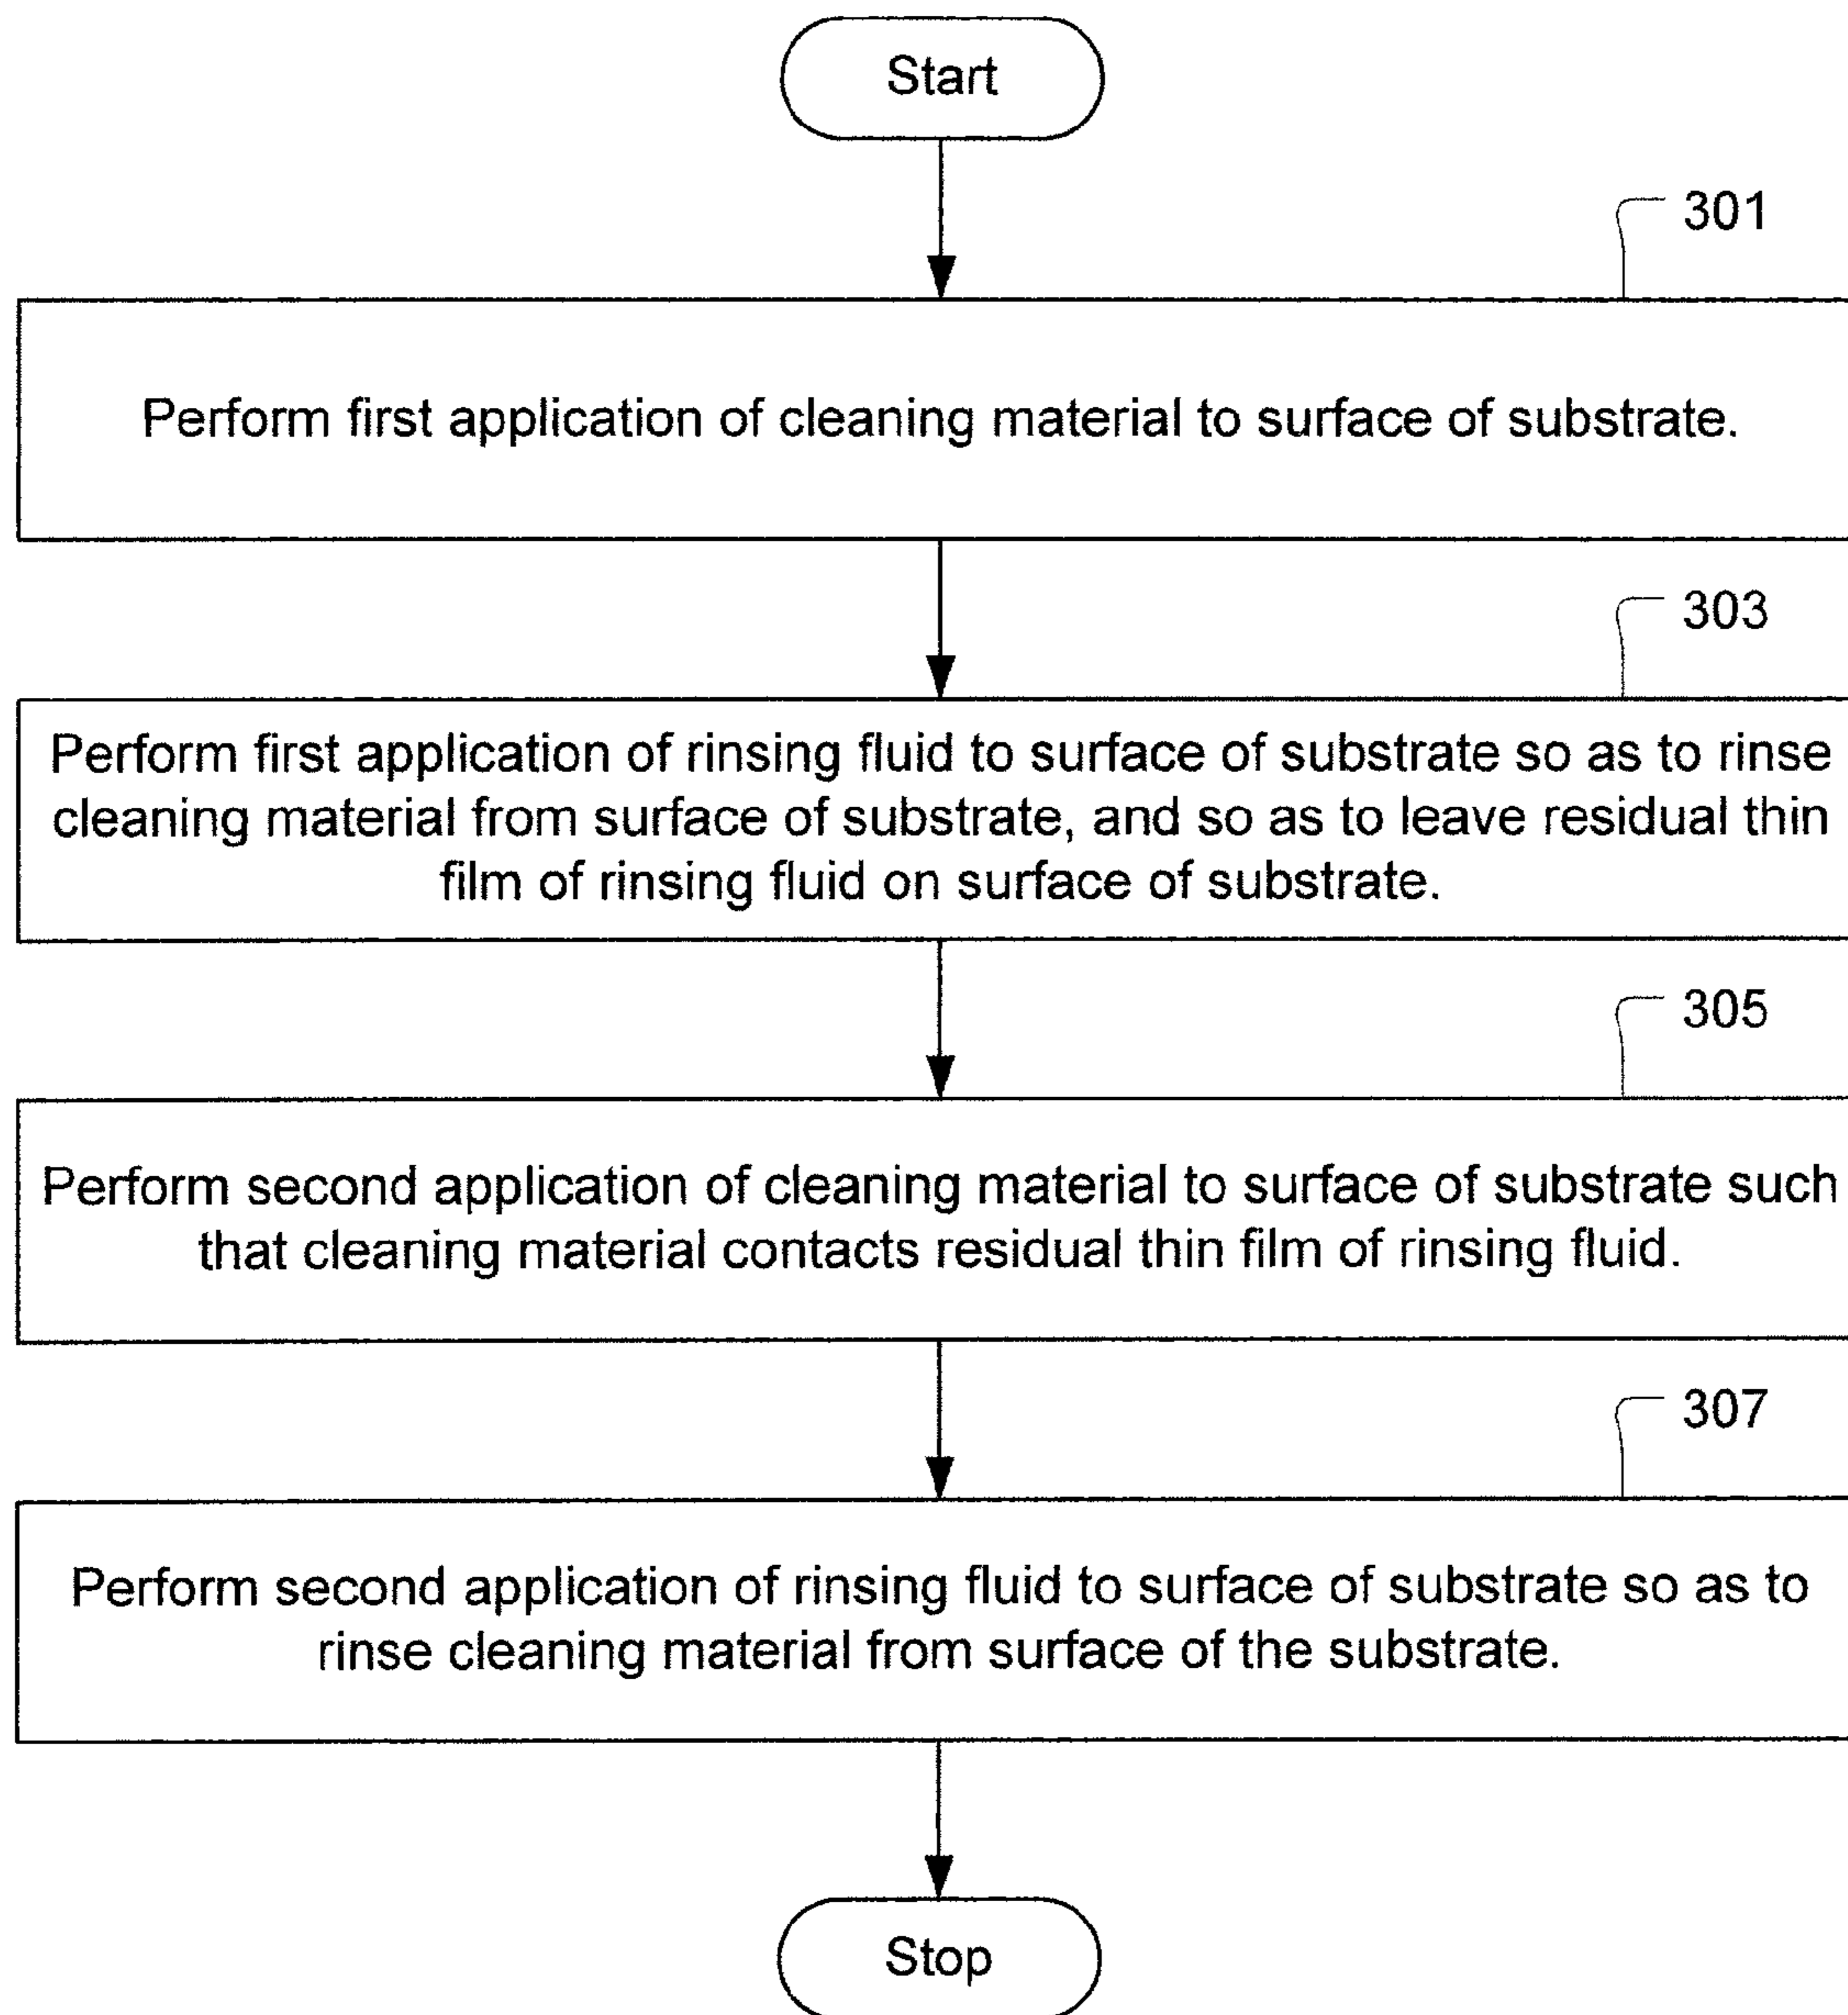 Start
301
Perform first application of cleaning material to surface of substrate.
303
Perform first application of rinsing fluid to surface of substrate so as to rinse
cleaning material from surface of substrate, and so as to leave residual thin
film of rinsing fluid on surface of substrate.
305
Perform second application of cleaning material to surface of substrate such
that cleaning material contacts residual thin film of rinsing fluid.
307
Perform second application of rinsing fluid to surface of substrate so as to
rinse cleaning material from surface of the substrate.
Stop